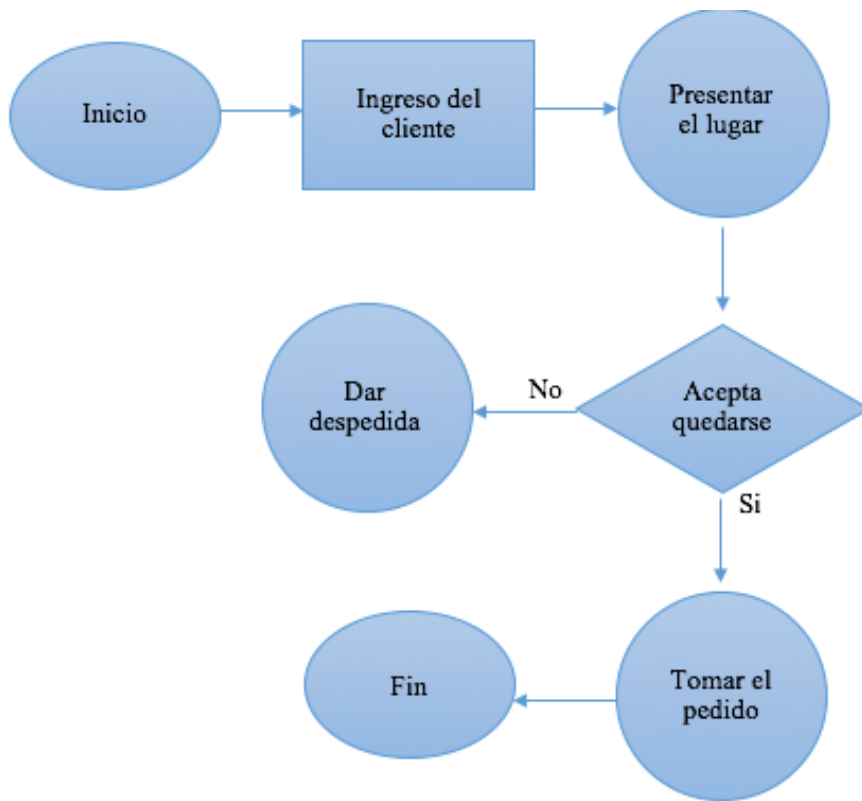 Inicio
Ingreso del
cliente
Presentar
el lugar
Dar
despedida
No
Acepta
quedarse
Si
Fin
Tomar el
pedido